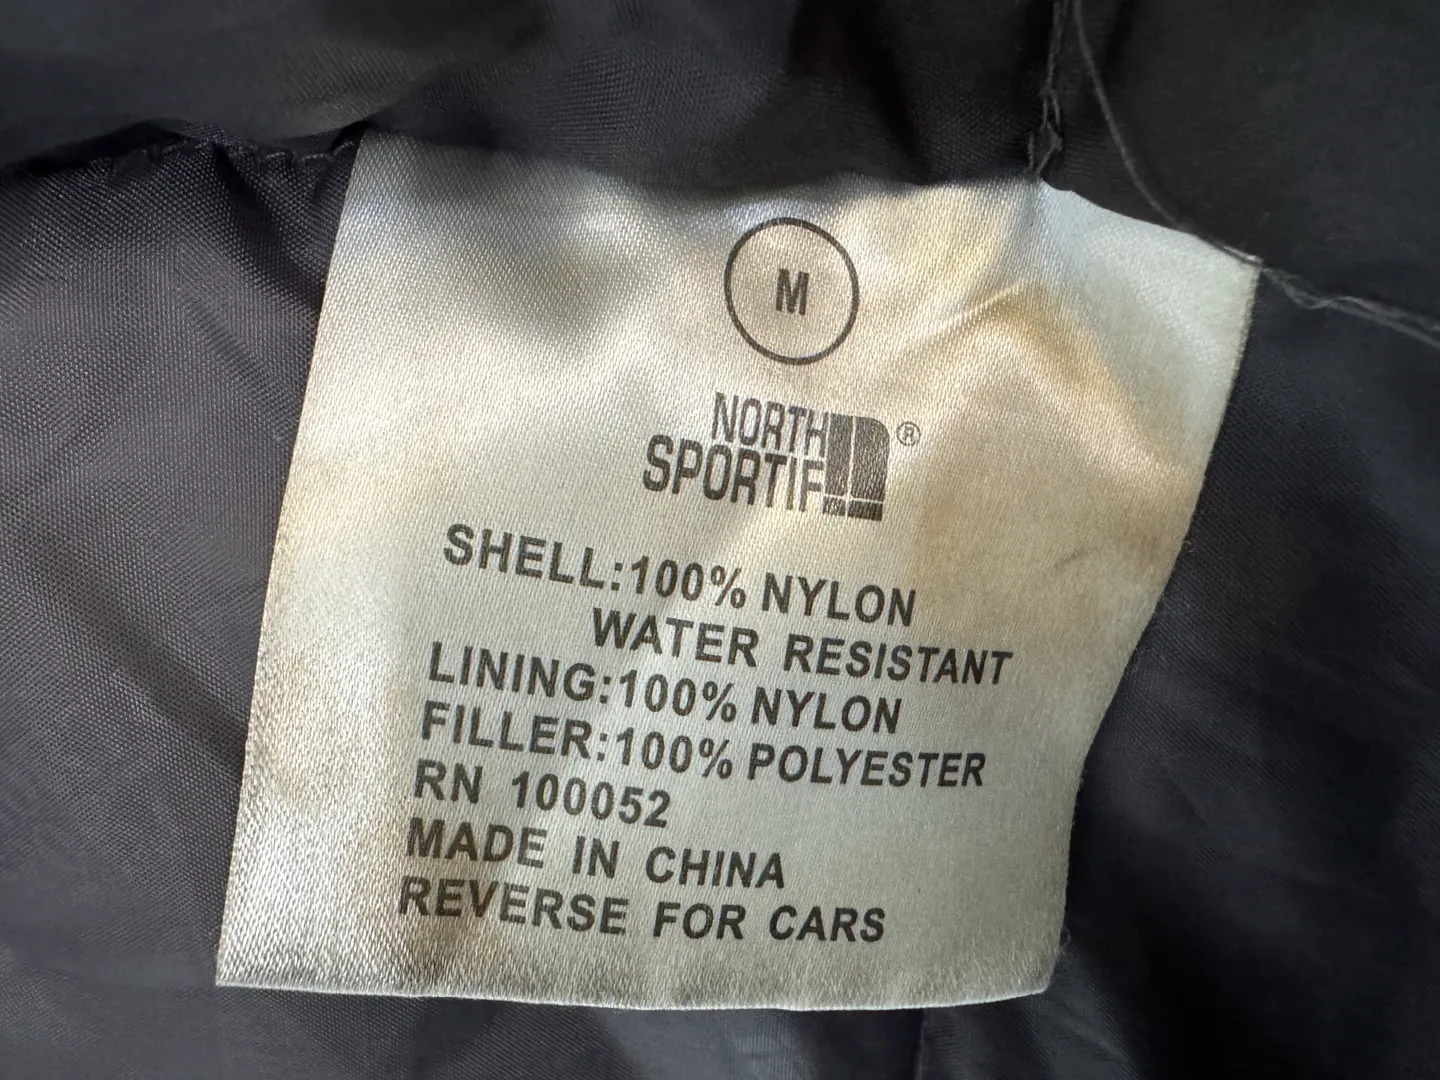 M
NORTH
SPORTIF ®
SHELL:100% NYLON
WATER RESISTANT
LINING:100% NYLON
FILLER:100% POLYESTER
RN 100052
MADE IN CHINA
REVERSE FOR CARS